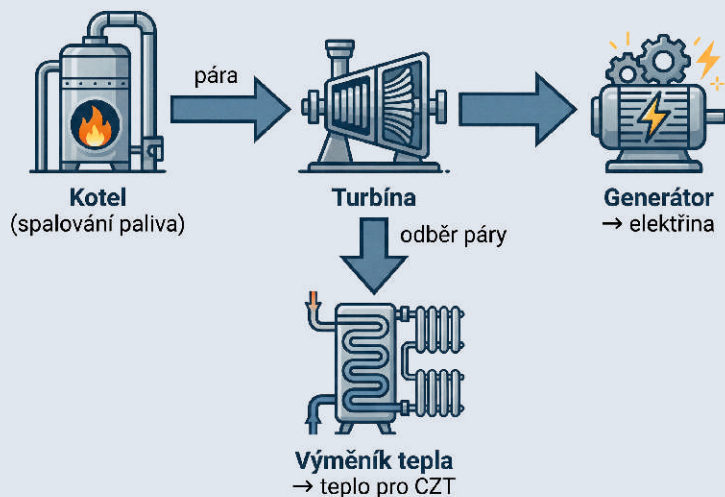 pára
Kotel
(spalování paliva)
Turbína
Generátor
→ elektřina
odběr páry
Výměník tepla
→ teplo pro CZT